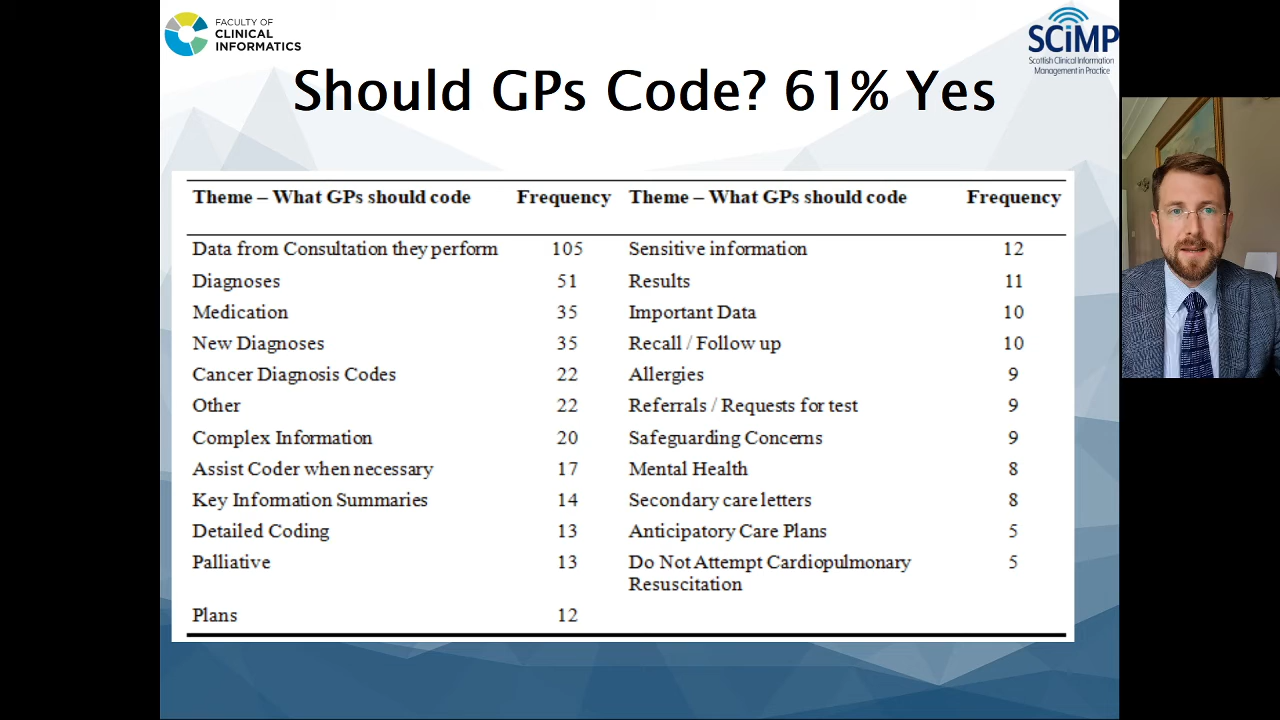 FACULTY OF
CLINICAL
INFORMATICS
SCiMP
Scottish Clinical Information
Management in Practice
Should GPs Code? 61% Yes
Theme – What GPs should code Frequency Theme – What GPs should code Frequency
Data from Consultation they perform 105 Sensitive information 12
Diagnoses 51 Results 11
Medication 35 Important Data 10
New Diagnoses 35 Recall / Follow up 10
Cancer Diagnosis Codes 22 Allergies 9
Other 22 Referrals / Requests for test 9
Complex Information 20 Safeguarding Concerns 9
Assist Coder when necessary 17 Mental Health 8
Key Information Summaries 14 Secondary care letters 8
Detailed Coding 13 Anticipatory Care Plans 5
Palliative 13 Do Not Attempt Cardiopulmonary 5
Resuscitation
Plans 12